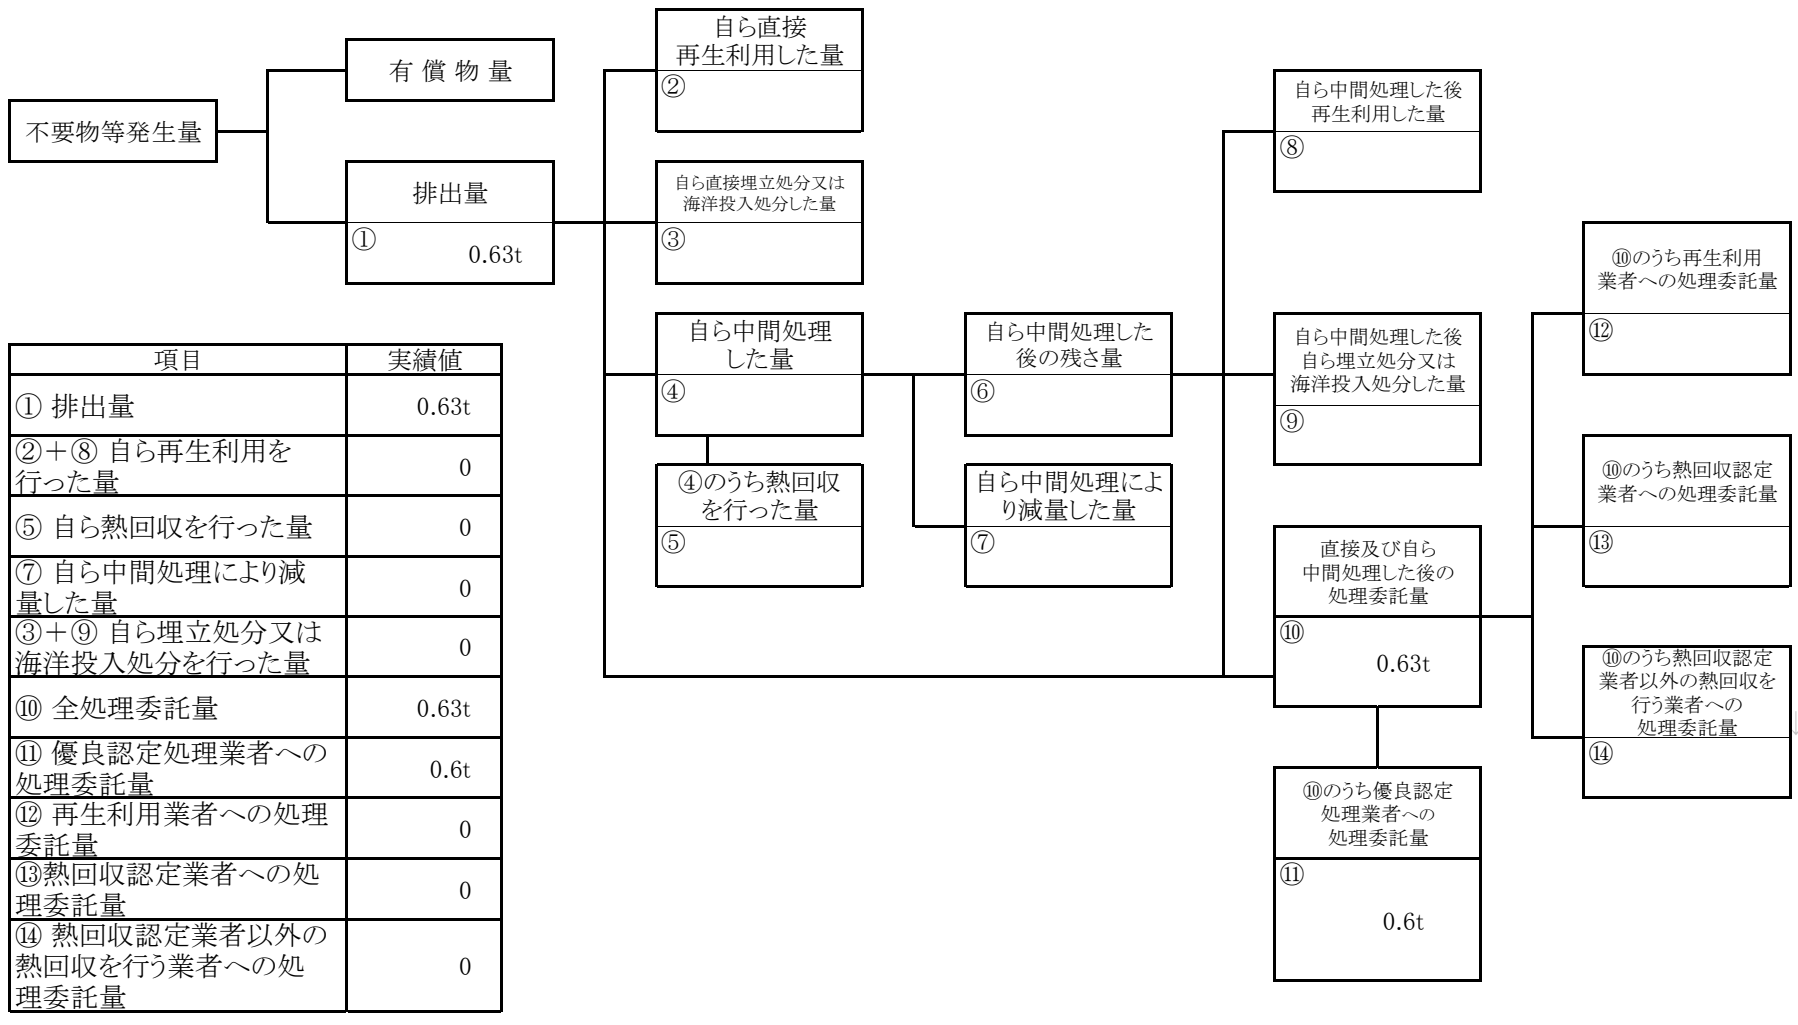 不要物等発生量
有 償 物 量
排出量
①
0.63t
自ら直接
再生利用した量
②
自ら直接埋立処分又は
海洋投入処分した量
③
自ら中間処理
した量
④
④のうち熱回収
を行った量
⑤
自ら中間処理した
後の残さ量
⑥
自ら中間処理によ
り減量した量
⑦
自ら中間処理した後
再生利用した量
⑧
自ら中間処理した後
自ら埋立処分又は
海洋投入処分した量
⑨
直接及び自ら
中間処理した後の
処理委託量
⑩
0.63t
⑩のうち優良認定
処理業者への
処理委託量
⑪
0.6t
⑩のうち再生利用
業者への処理委託量
⑫
⑩のうち熱回収認定
業者への処理委託量
⑬
⑩のうち熱回収認定
業者以外の熱回収を
行う業者への
処理委託量
⑭
項目 実績値
① 排出量 0.63t
②＋⑧ 自ら再生利用を
行った量 0
⑤ 自ら熱回収を行った量 0
⑦ 自ら中間処理により減
量した量 0
③＋⑨ 自ら埋立処分又は
海洋投入処分を行った量 0
⑩ 全処理委託量 0.63t
⑪ 優良認定処理業者への
処理委託量 0.6t
⑫ 再生利用業者への処理
委託量 0
⑬熱回収認定業者への処
理委託量 0
⑭ 熱回収認定業者以外の
熱回収を行う業者への処
理委託量 0